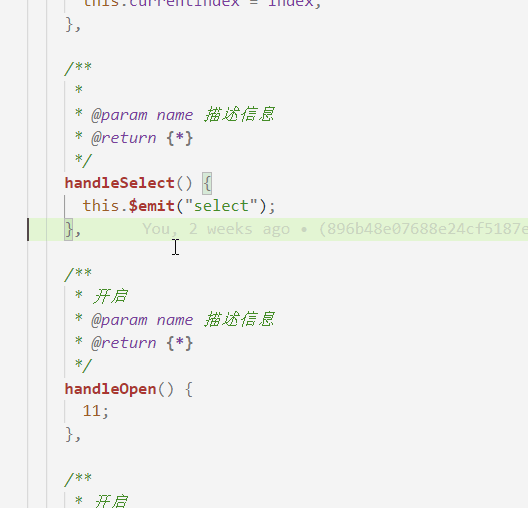 this.currentIndex = index;
},
/**
*
* @param name 描述信息
* @return {*}
*/
handleSelect() {
this.$emit("select");
}, You, 2 weeks ago • (896b48e07688e24cf5187e
/**
* 开启
* @param name 描述信息
* @return {*}
*/
handleOpen() {
11;
},
/**
* 开启